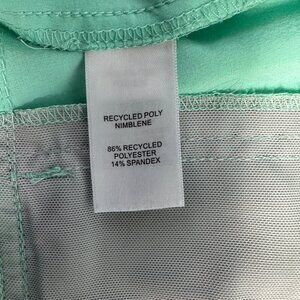 RECYCLED POLY
NIMBLENE
86% RECYCLED
POLYESTER
14% SPANDEX